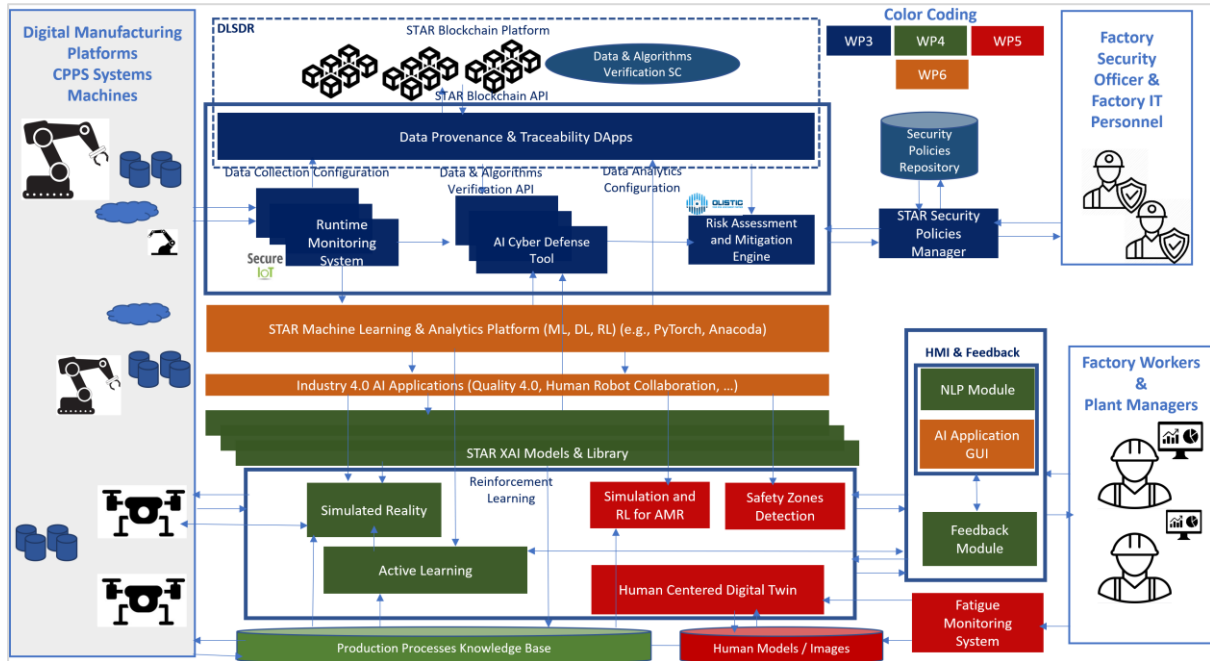 Digital Manufacturing
Platforms
CPPS Systems
Machines
DLSDR
STAR Blockchain Platform
Data & Algorithms
Verification SC
STAR Blockchain API
Data Provenance & Traceability DApps
Data Collection Configuration
Data & Algorithms
Verification API
Data Analytics
Configuration
Runtime
Monitoring
System
Secure
IoT
AI Cyber Defense
Tool
QLISTIC
Risk Assessment
and Mitigation
Engine
Color Coding
WP3
WP4
WP5
WP6
Security
Policies
Repository
STAR Security
Policies
Manager
Factory
Security
Officer &
Factory IT
Personnel
STAR Machine Learning & Analytics Platform (ML, DL, RL) (e.g., PyTorch, Anacoda)
Industry 4.0 AI Applications (Quality 4.0, Human Robot Collaboration, …)
STAR XAI Models & Library
Reinforcement
Learning
Simulated Reality
Active Learning
Simulation and
RL for AMR
Safety Zones
Detection
Human Centered Digital Twin
Production Processes Knowledge Base
Human Models / Images
HMI & Feedback
NLP Module
AI Application
GUI
Feedback
Module
Fatigue
Monitoring
System
Factory Workers
&
Plant Managers